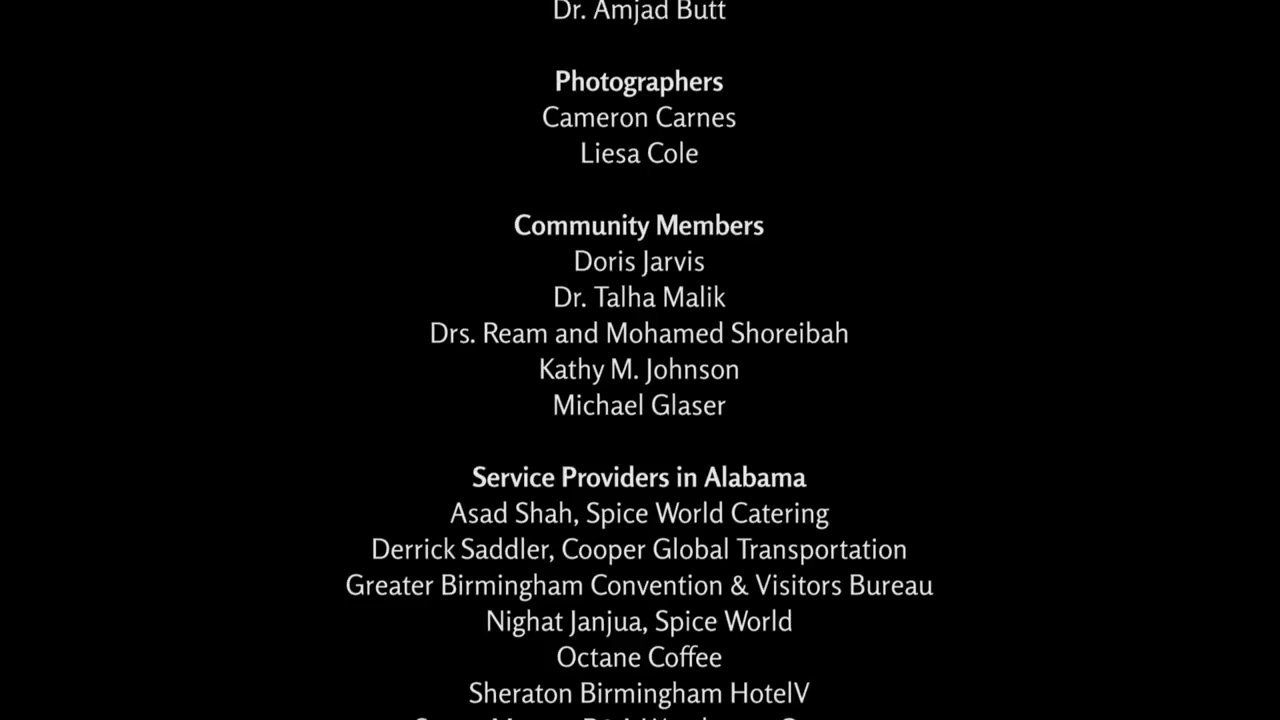 Dr. Amjad Butt
Photographers
Cameron Carnes
Liesa Cole
Community Members
Doris Jarvis
Dr. Talha Malik
Drs. Ream and Mohamed Shoreibah
Kathy M. Johnson
Michael Glaser
Service Providers in Alabama
Asad Shah, Spice World Catering
Derrick Saddler, Cooper Global Transportation
Greater Birmingham Convention & Visitors Bureau
Nighat Janjua, Spice World
Octane Coffee
Sheraton Birmingham HotelV